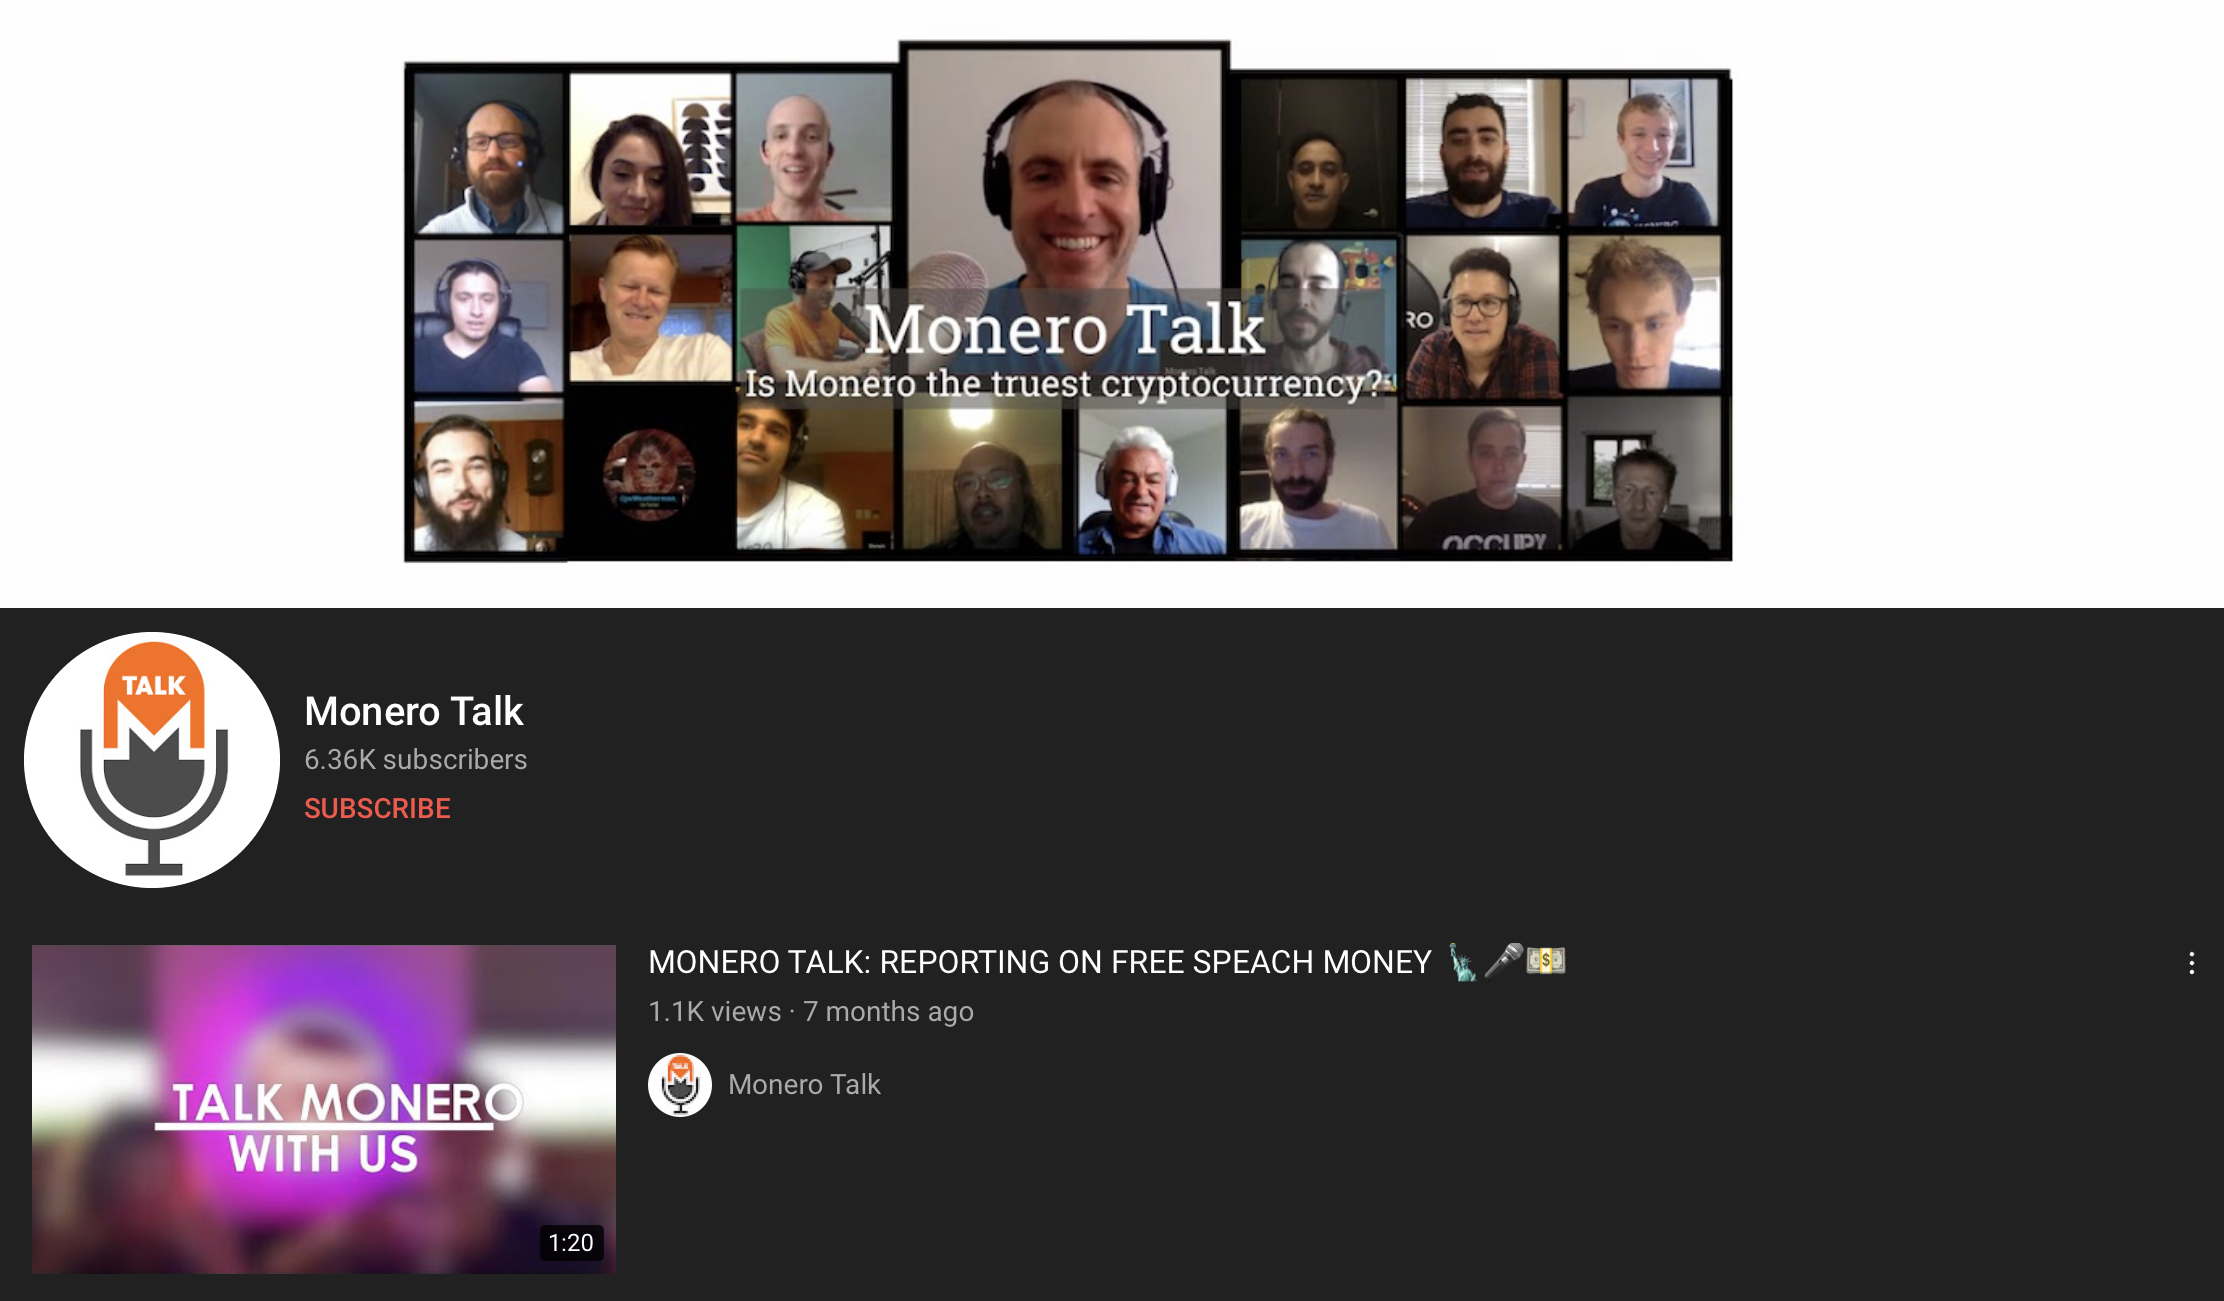 Monero Talk
Is Monero the truest cryptocurrency?
RO
OCCUPY
TALK
Monero Talk
6.36K subscribers
SUBSCRIBE
MONERO TALK: REPORTING ON FREE SPEACH MONEY 🗽🎤💵
1.1K views · 7 months ago
Monero Talk
TALK MONERO
WITH US
1:20